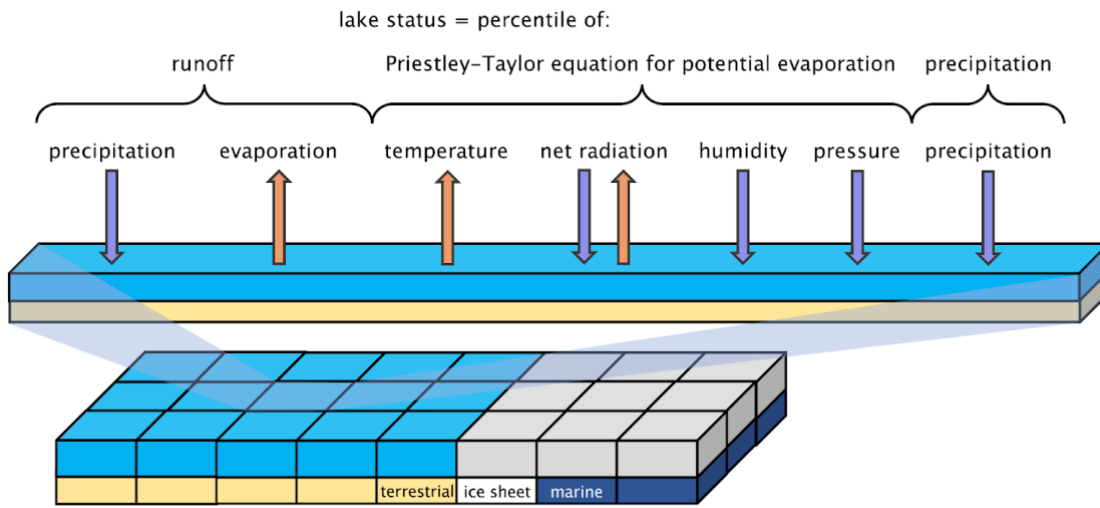 lake status = percentile of:
runoff Priestley-Taylor equation for potential evaporation precipitation
precipitation evaporation temperature net radiation humidity pressure precipitation
terrestrial ice sheet marine